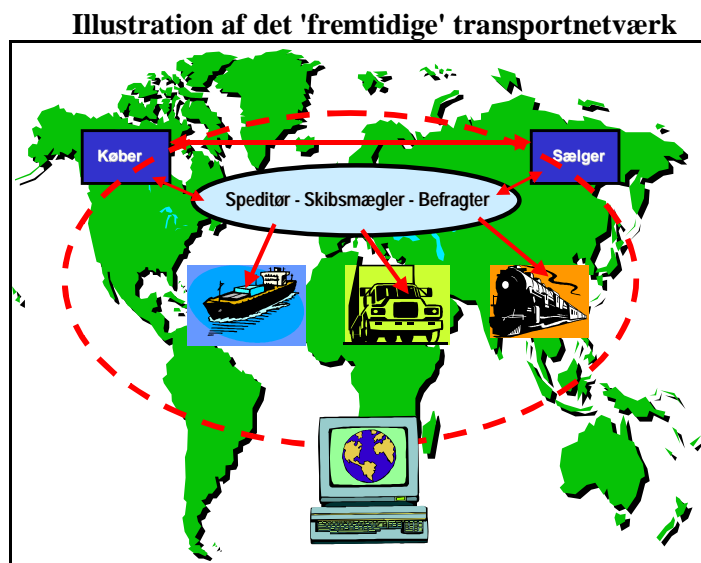 Illustration af det 'fremtidige' transportnetværk
Køber
Sælger
Speditør - Skibsmægler - Befragter